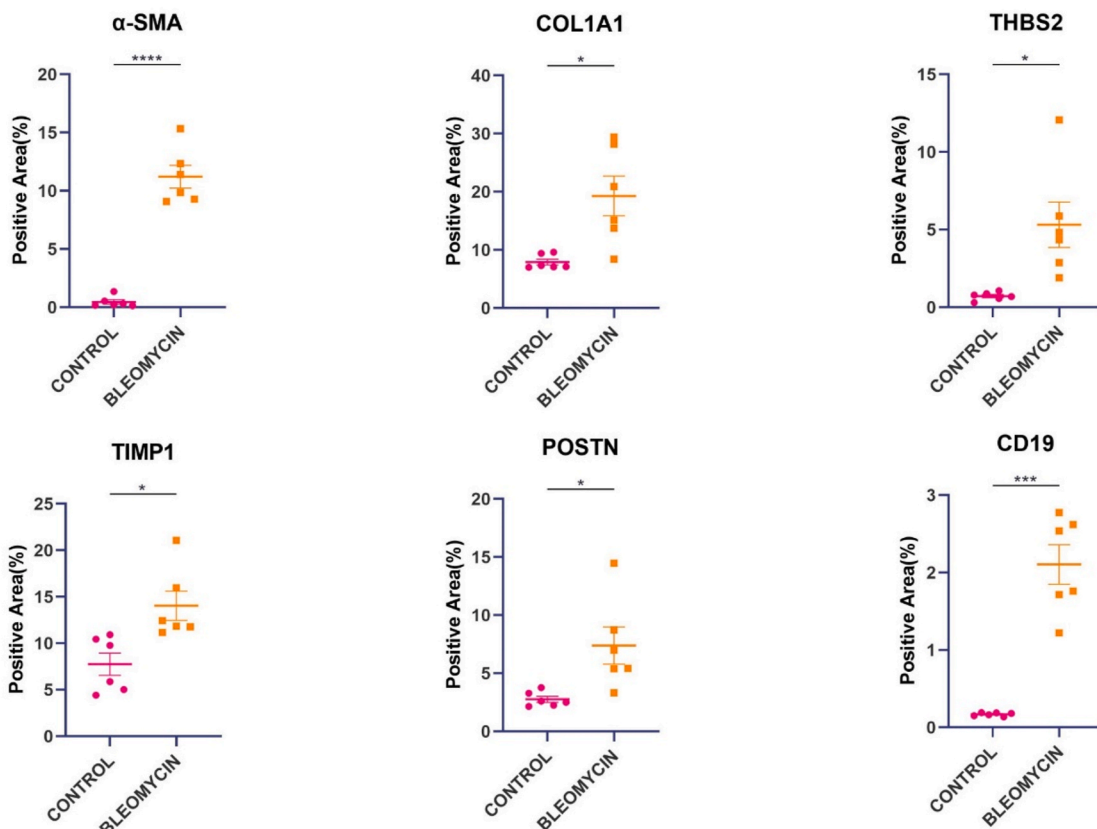 α-SMA
****
Positive Area(%)
20
15
10
5
0
CONTROL
BLEOMYCIN
COL1A1
*
Positive Area(%)
40
30
20
10
0
CONTROL
BLEOMYCIN
THBS2
*
Positive Area(%)
15
10
5
0
CONTROL
BLEOMYCIN
TIMP1
*
Positive Area(%)
25
20
15
10
5
0
CONTROL
BLEOMYCIN
POSTN
*
Positive Area(%)
20
15
10
5
0
CONTROL
BLEOMYCIN
CD19
***
Positive Area(%)
3
2
1
0
CONTROL
BLEOMYCIN